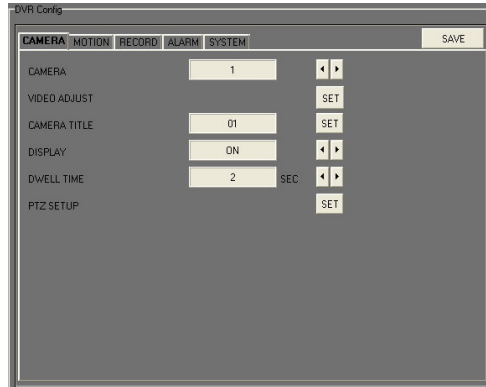 DVR Config
CAMERA MOTION RECORD ALARM SYSTEM SAVE
CAMERA 1
VIDEO ADJUST SET
CAMERA TITLE 01 SET
DISPLAY ON
DWELL TIME 2 SEC
PTZ SETUP SET